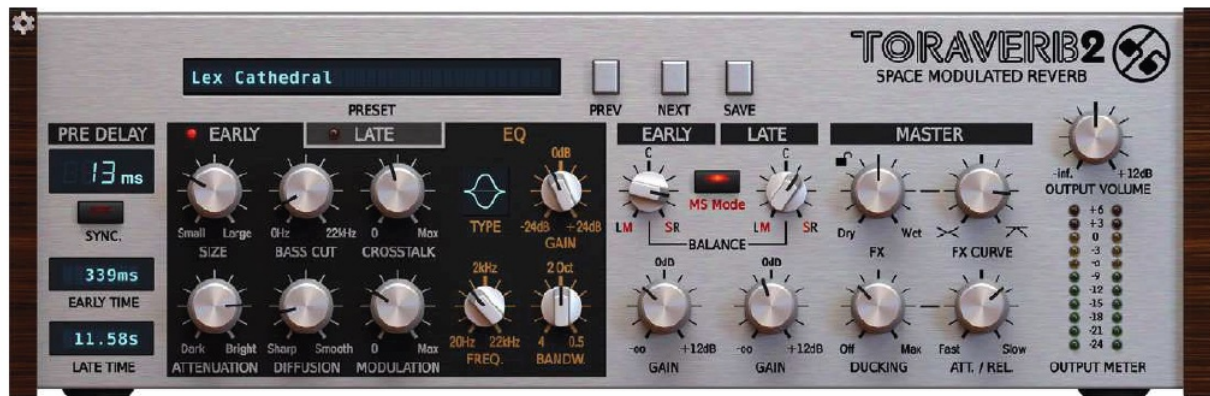 TORAVERB2
SPACE MODULATED REVERB
Lex Cathedral
PRESET
PREV NEXT SAVE
PRE DELAY
13 ms
SYNC.
339ms
EARLY TIME
11.58s
LATE TIME
EARLY LATE EQ
Small Large
SIZE
0Hz 22kHz
BASS CUT
0 Max
CROSSTALK
TYPE
0dB
-24dB +24dB
GAIN
Dark Bright
ATTENUATION
Sharp Smooth
DIFFUSION
0 Max
MODULATION
2kHz
20Hz 22kHz
FREQ.
2 Oct
4 0.5
BANDW.
EARLY LATE
C C
MS Mode
LM SR LM SR
BALANCE
0dB 0dB
-oo +12dB -oo +12dB
GAIN GAIN
MASTER
Dry Wet
FX
FX CURVE
Off Max
DUCKING
Fast Slow
ATT. / REL.
-inf. +12dB
OUTPUT VOLUME
+6
+3
0
-3
-9
-12
-15
-18
-21
-24
OUTPUT METER